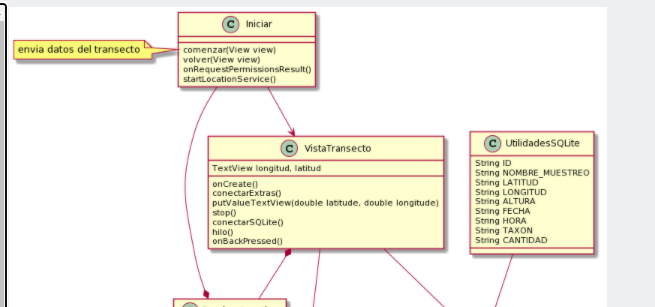 C Iniciar
envia datos del transecto
comenzar(View view)
volver(View view)
onRequestPermissionsResult()
startLocationService()
C VistaTransecto
TextView longitud, latitud
onCreate()
conectarExtras()
putValueTextView(double latitude, double longitude)
stop()
conectarSQLite()
hilo()
onBackPressed()
C UtilidadesSQLite
String ID
String NOMBRE_MUESTREO
String LATITUD
String LONGITUD
String ALTURA
String FECHA
String HORA
String TAXON
String CANTIDAD